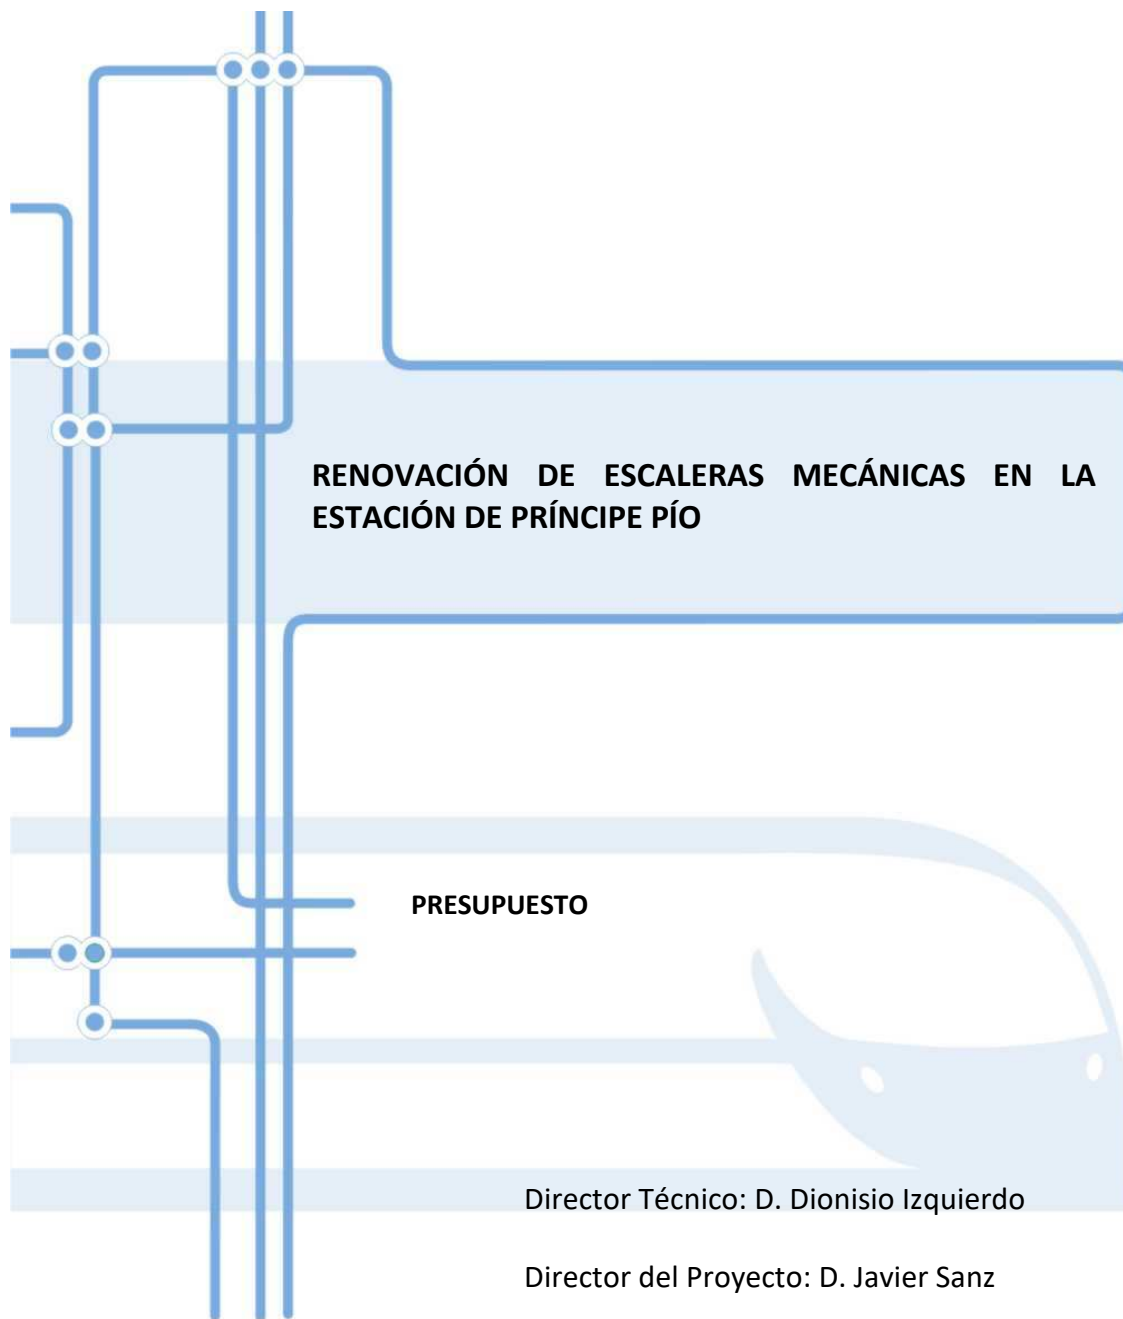 RENOVACIÓN DE ESCALERAS MECÁNICAS EN LA
ESTACIÓN DE PRÍNCIPE PÍO
PRESUPUESTO
Director Técnico: D. Dionisio Izquierdo
Director del Proyecto: D. Javier Sanz